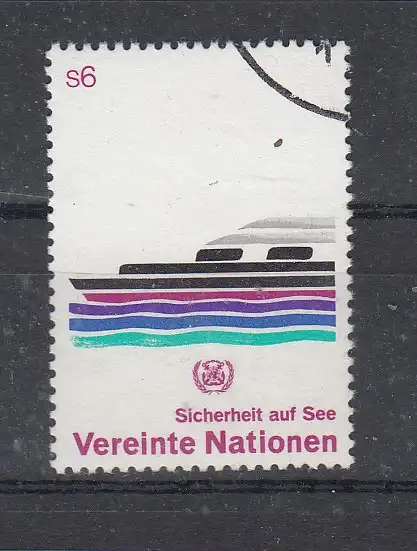 S6
Sicherheit auf See
Vereinte Nationen